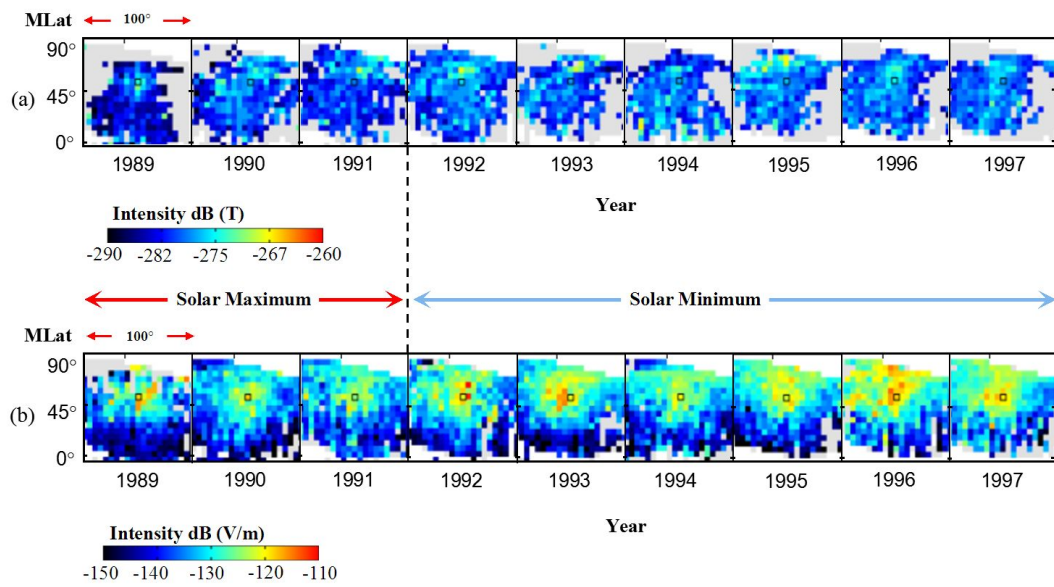 MLat 100°
90°
(a) 45°
0°
1989 1990 1991 1992 1993 1994 1995 1996 1997
Year
Intensity dB (T)
-290 -282 -275 -267 -260
Solar Maximum Solar Minimum
MLat 100°
90°
(b) 45°
0°
1989 1990 1991 1992 1993 1994 1995 1996 1997
Year
Intensity dB (V/m)
-150 -140 -130 -120 -110